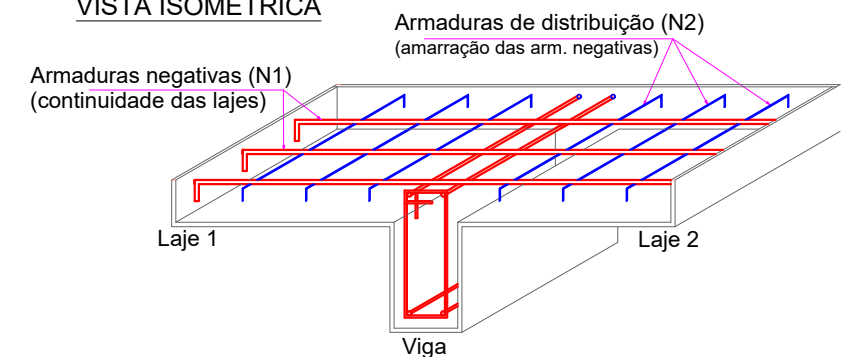 VISTA ISOMÉTRICA
Armaduras de distribuição (N2)
(amarração das arm. negativas)
Armaduras negativas (N1)
(continuidade das lajes)
Laje 1
Laje 2
Viga